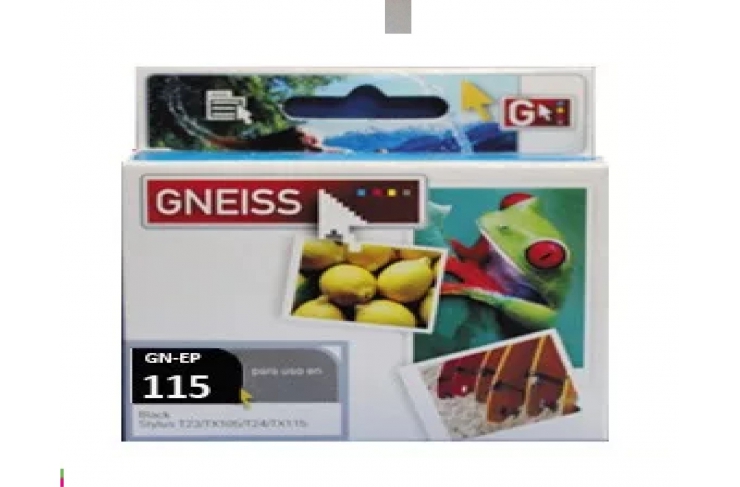 G
GNEISS
GN-EP
115
para uso en
Black
Stylus T23/TX105/T24/TX115